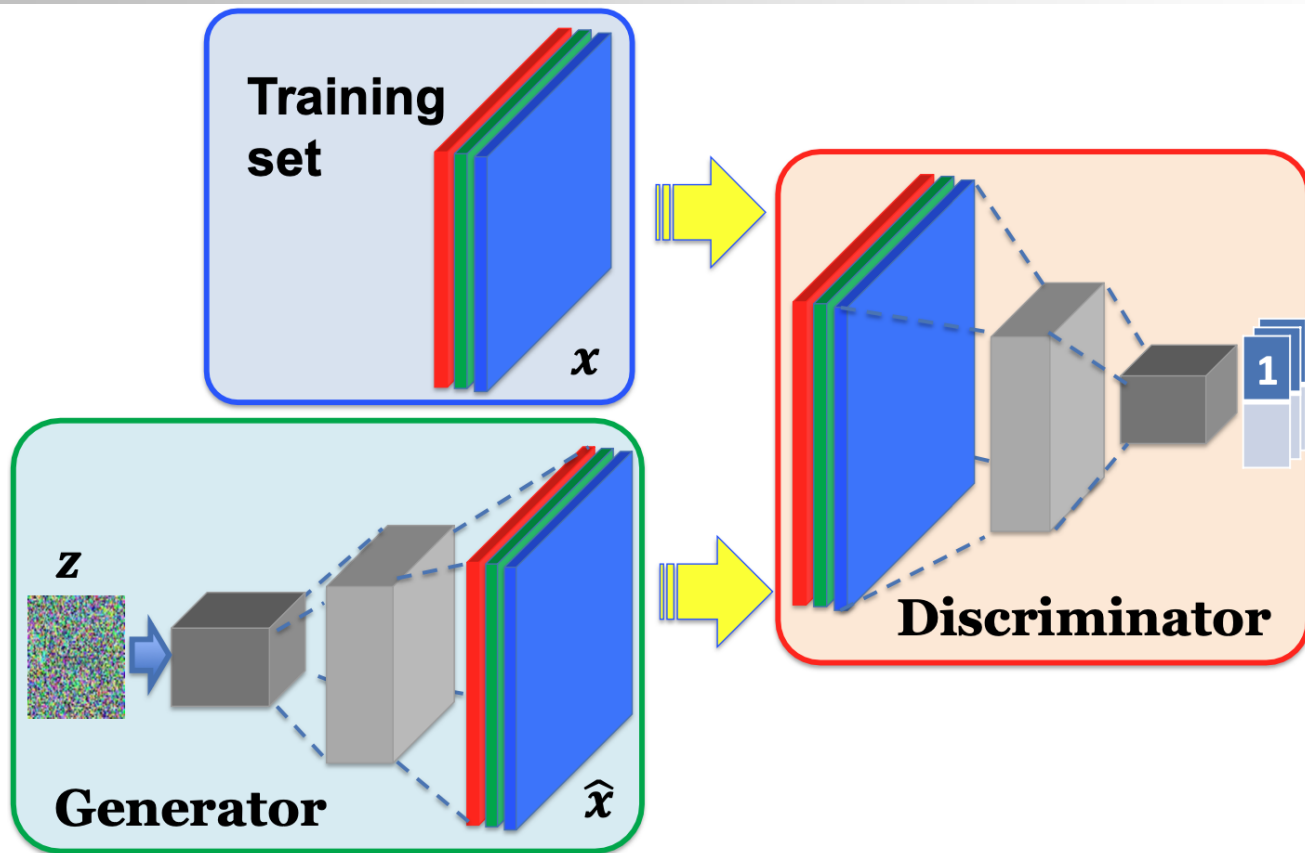 Training
set
x
z
Generator
x̂
1
Discriminator